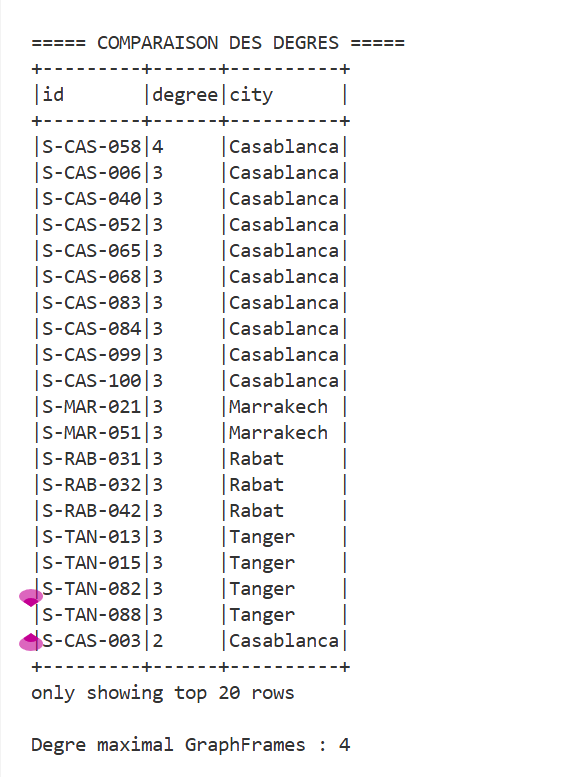 ===== COMPARAISON DES DEGRES =====
+---------+------+----------+
|id       |degree|city      |
+---------+------+----------+
|S-CAS-058|4     |Casablanca|
|S-CAS-006|3     |Casablanca|
|S-CAS-040|3     |Casablanca|
|S-CAS-052|3     |Casablanca|
|S-CAS-065|3     |Casablanca|
|S-CAS-068|3     |Casablanca|
|S-CAS-083|3     |Casablanca|
|S-CAS-084|3     |Casablanca|
|S-CAS-099|3     |Casablanca|
|S-CAS-100|3     |Casablanca|
|S-MAR-021|3     |Marrakech |
|S-MAR-051|3     |Marrakech |
|S-RAB-031|3     |Rabat     |
|S-RAB-032|3     |Rabat     |
|S-RAB-042|3     |Rabat     |
|S-TAN-013|3     |Tanger    |
|S-TAN-015|3     |Tanger    |
|S-TAN-082|3     |Tanger    |
|S-TAN-088|3     |Tanger    |
|S-CAS-003|2     |Casablanca|
+---------+------+----------+
only showing top 20 rows
Degre maximal GraphFrames : 4